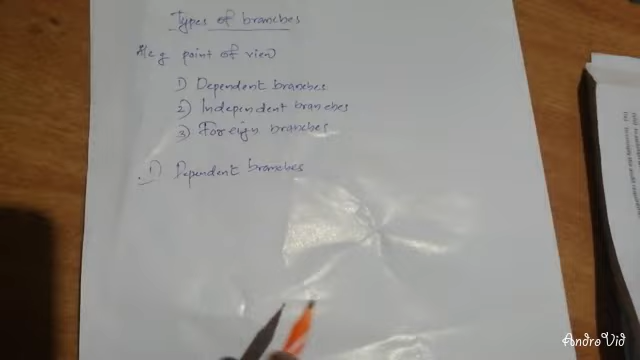 Types of branches
A/c g point of view
1) Dependent branches
2) Independent branches
3) Foreign branches
1) Dependent branches
AndroVid